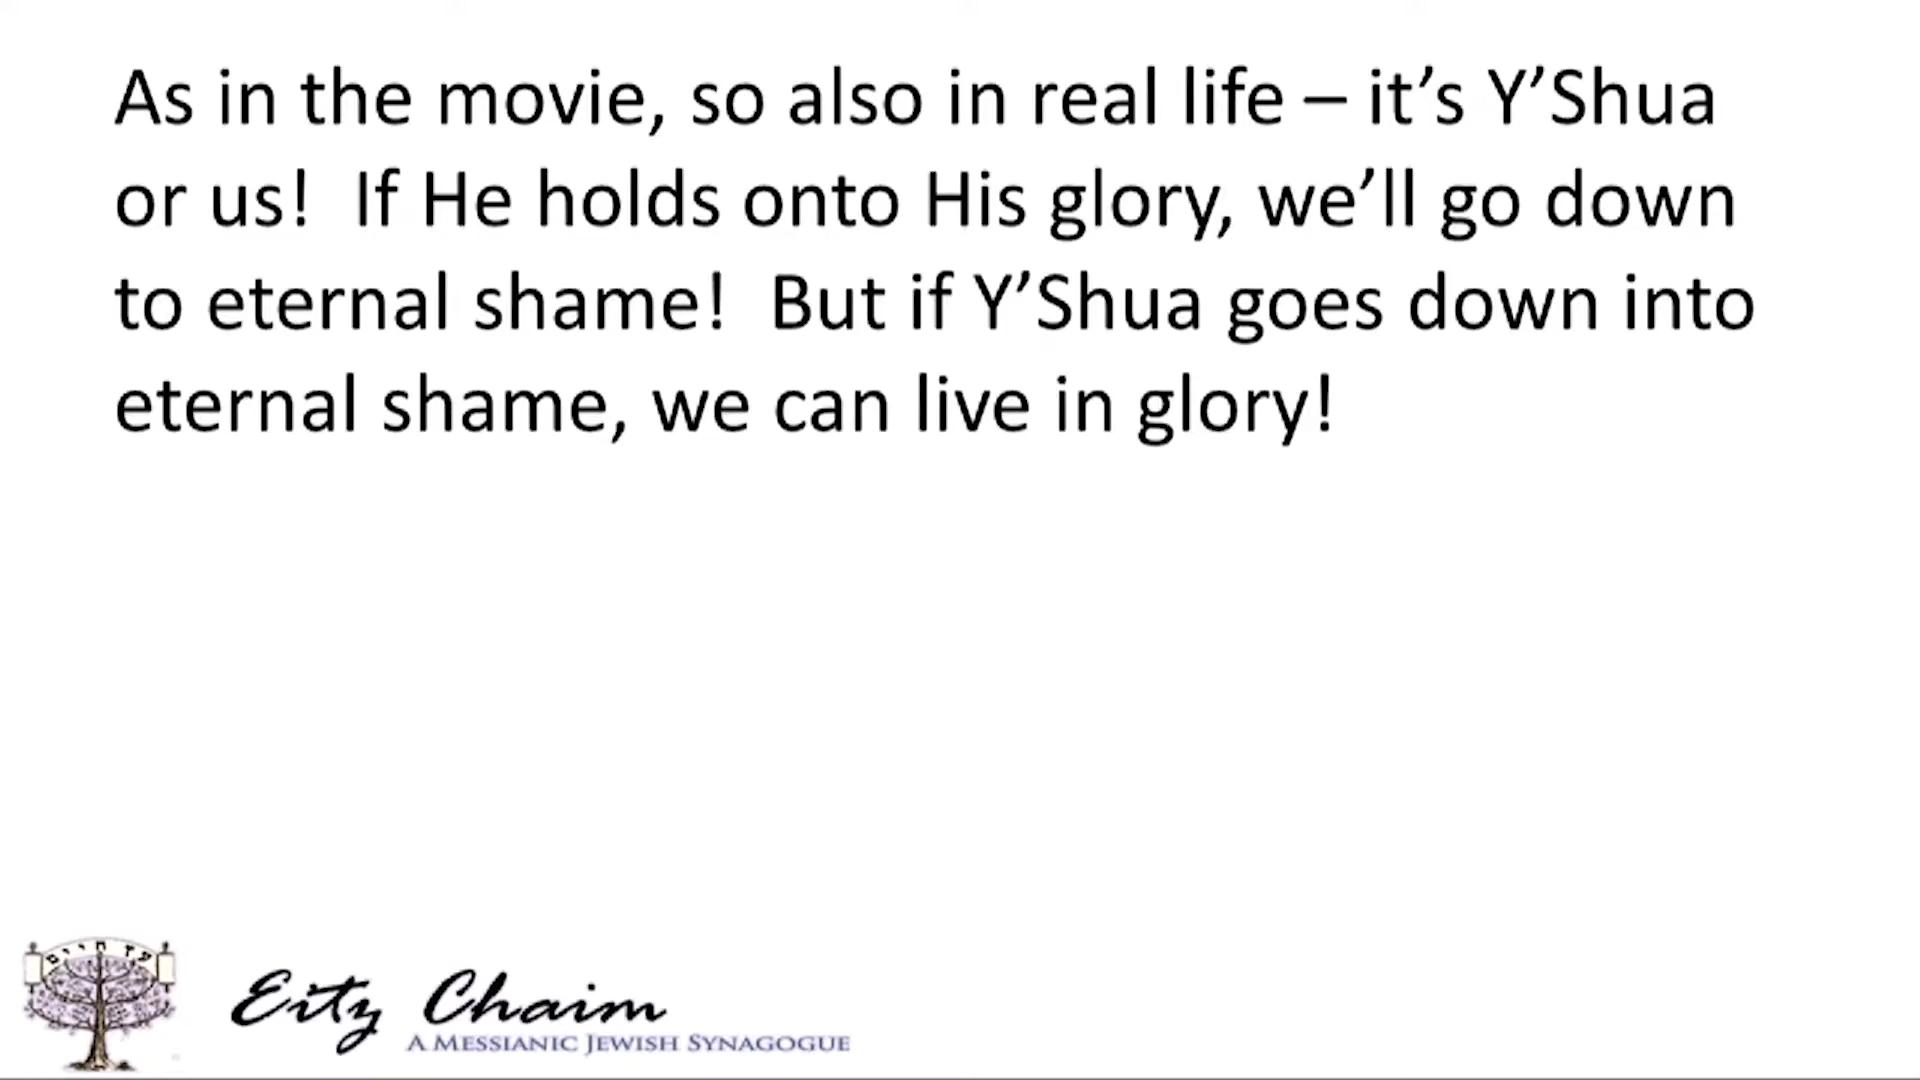 As in the movie, so also in real life – it’s Y’Shua
or us!  If He holds onto His glory, we’ll go down
to eternal shame!  But if Y’Shua goes down into
eternal shame, we can live in glory!
עץ חיים
Eitz Chaim
A MESSIANIC JEWISH SYNAGOGUE